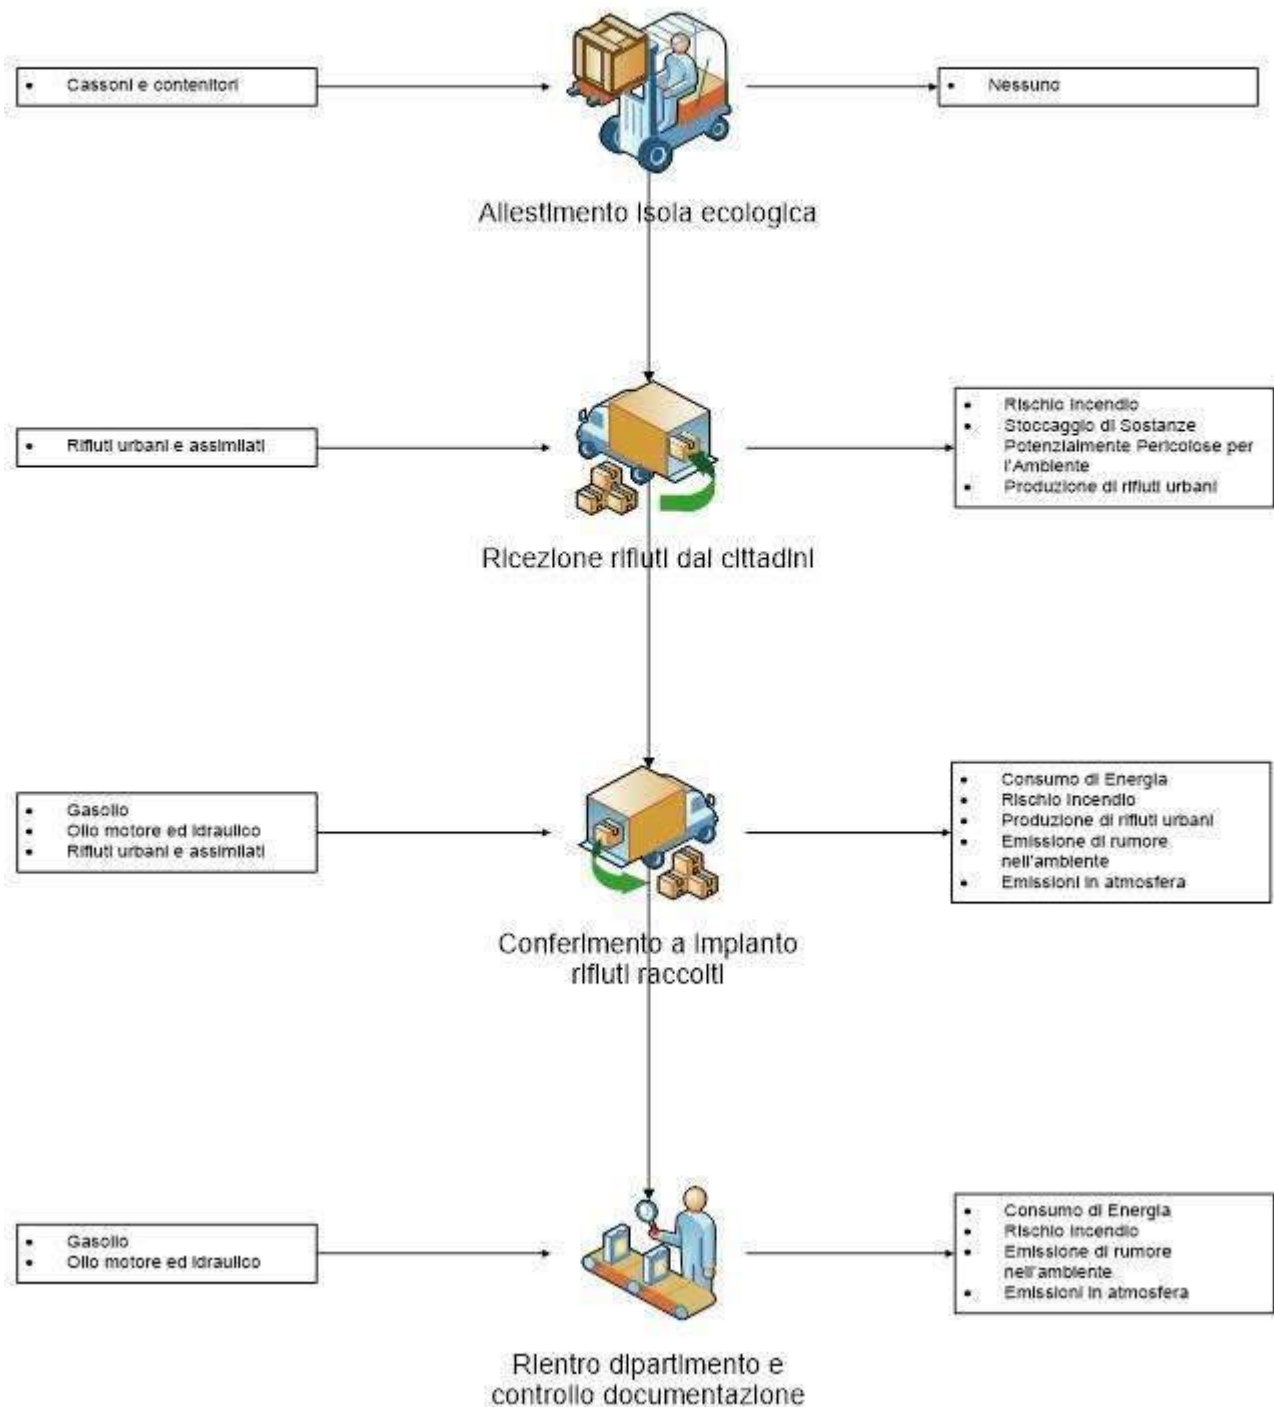 • Cassoni e contenitori
• Nessuno
Allestimento isola ecologica
• Rifiuti urbani e assimilati
• Rischio incendio
• Stoccaggio di Sostanze
Potenzialmente Pericolose per
l'Ambiente
• Produzione di rifiuti urbani
Ricezione rifiuti dai cittadini
• Gasolio
• Olio motore ed idraulico
• Rifiuti urbani e assimilati
• Consumo di Energia
• Rischio incendio
• Produzione di rifiuti urbani
• Emissione di rumore
nell'ambiente
• Emissioni in atmosfera
Conferimento a impianto
rifiuti raccolti
• Gasolio
• Olio motore ed idraulico
• Consumo di Energia
• Rischio incendio
• Emissione di rumore
nell'ambiente
• Emissioni in atmosfera
Rientro dipartimento e
controllo documentazione